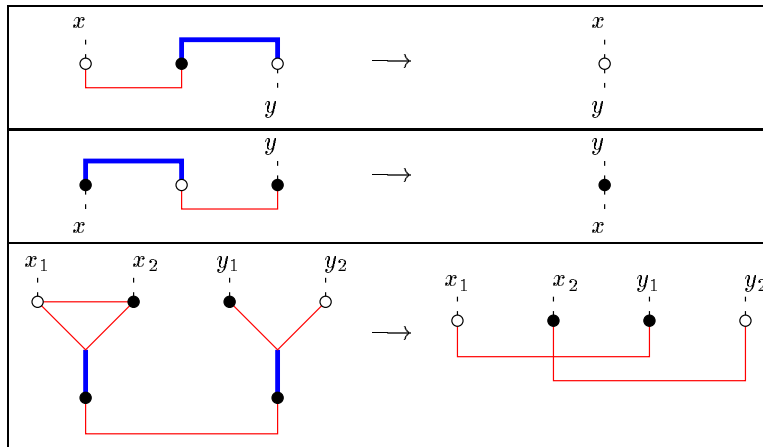 x x
→
y y
y y
→
x x
x₁ x₂ y₁ y₂ x₁ x₂ y₁ y₂
→